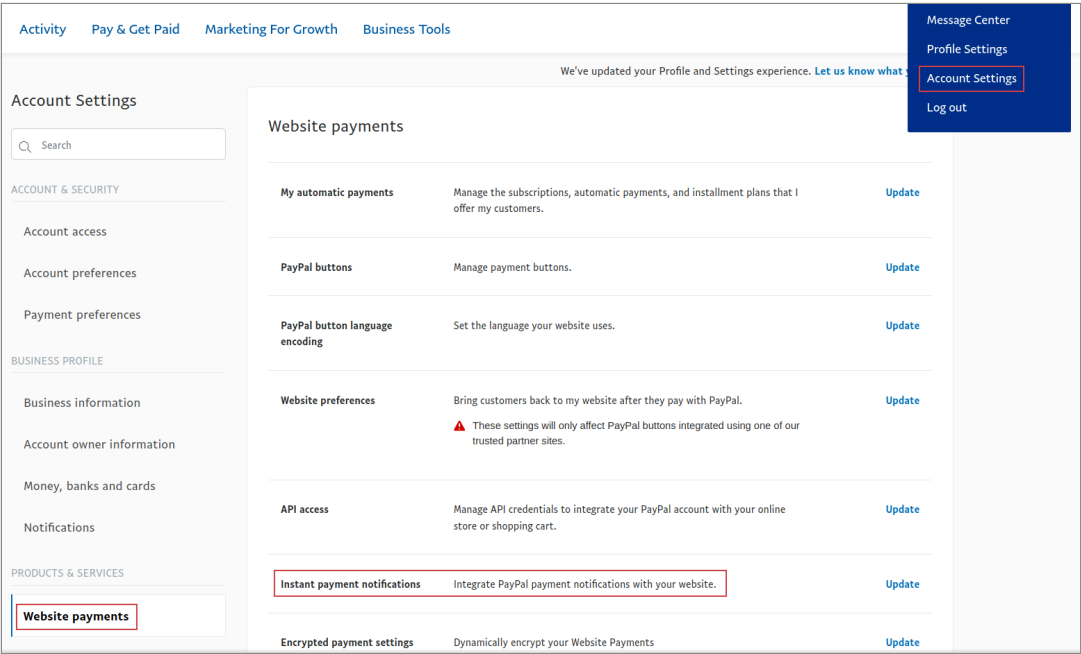 Activity Pay & Get Paid Marketing For Growth Business Tools
Message Center
Profile Settings
Account Settings
Log out
We've updated your Profile and Settings experience. Let us know what
Account Settings
Search
ACCOUNT & SECURITY
Account access
Account preferences
Payment preferences
BUSINESS PROFILE
Business information
Account owner information
Money, banks and cards
Notifications
PRODUCTS & SERVICES
Website payments
Website payments
My automatic payments Manage the subscriptions, automatic payments, and installment plans that I Update
offer my customers.
PayPal buttons Manage payment buttons. Update
PayPal button language Set the language your website uses. Update
encoding
Website preferences Bring customers back to my website after they pay with PayPal. Update
These settings will only affect PayPal buttons integrated using one of our
trusted partner sites.
API access Manage API credentials to integrate your PayPal account with your online Update
store or shopping cart.
Instant payment notifications Integrate PayPal payment notifications with your website. Update
Encrypted payment settings Dynamically encrypt your Website Payments Update